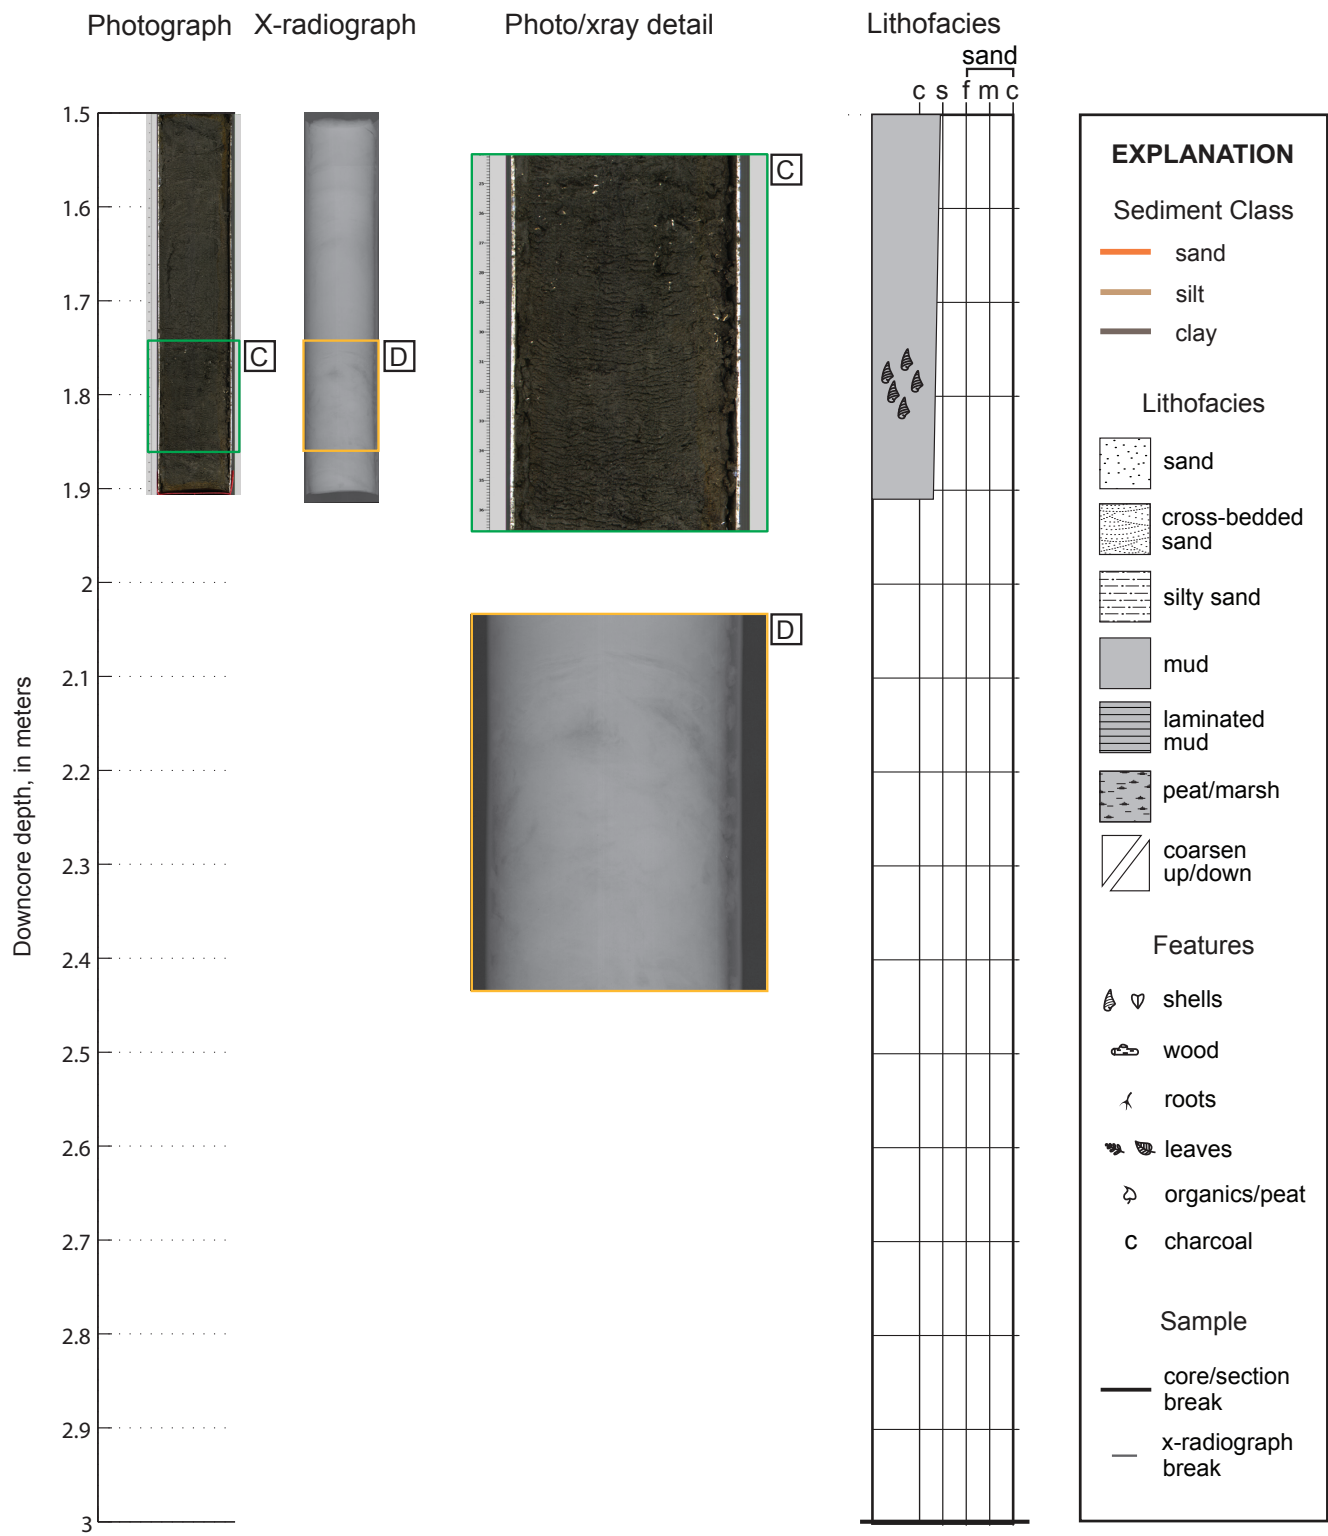 Photograph X-radiograph Photo/xray detail Lithofacies
sand
c s f m c
1.5
1.6
1.7
1.8
1.9
2
2.1
2.2
2.3
2.4
2.5
2.6
2.7
2.8
2.9
3
Downcore depth, in meters
C
D
C
D
EXPLANATION
Sediment Class
sand
silt
clay
Lithofacies
sand
cross-bedded
sand
silty sand
mud
laminated
mud
peat/marsh
coarsen
up/down
Features
shells
wood
roots
leaves
organics/peat
c charcoal
Sample
core/section
break
x-radiograph
break